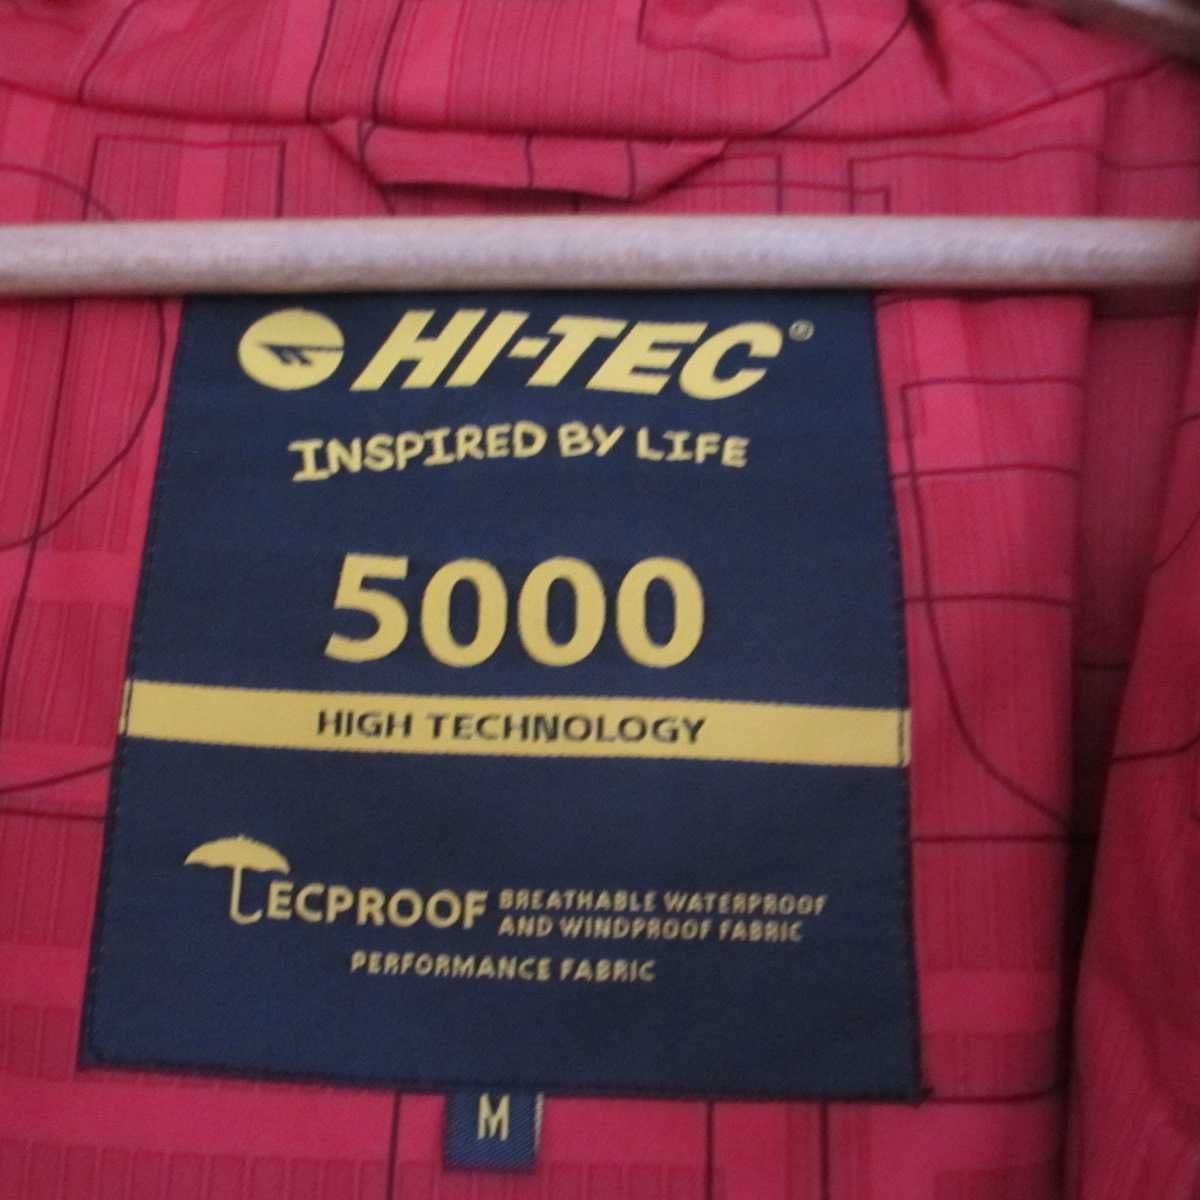 HI-TEC®
INSPIRED BY LIFE
5000
HIGH TECHNOLOGY
TECPROOF BREATHABLE WATERPROOF
AND WINDPROOF FABRIC
PERFORMANCE FABRIC
M